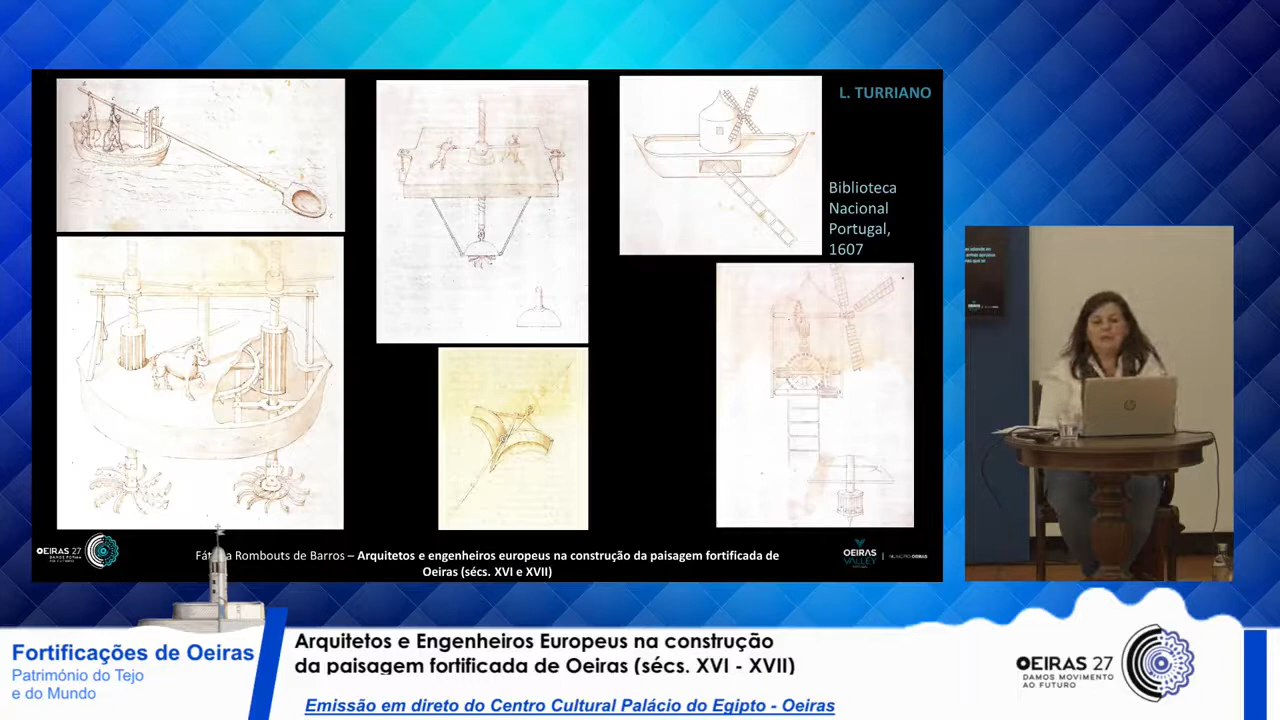 L. TURRIANO
Biblioteca
Nacional
Portugal,
1607
OEIRAS 27
OEIRAS
VALLEY
Rombouts de Barros – Arquitetos e engenheiros europeus na construção da paisagem fortificada de
Oeiras (sécs. XVI e XVII)
Fortificações de Oeiras
Património do Tejo
e do Mundo
Arquitetos e Engenheiros Europeus na construção
da paisagem fortificada de Oeiras (sécs. XVI - XVII)
Emissão em direto do Centro Cultural Palácio do Egipto - Oeiras
OEIRAS 27
DAMOS MOVIMENTO
AO FUTURO